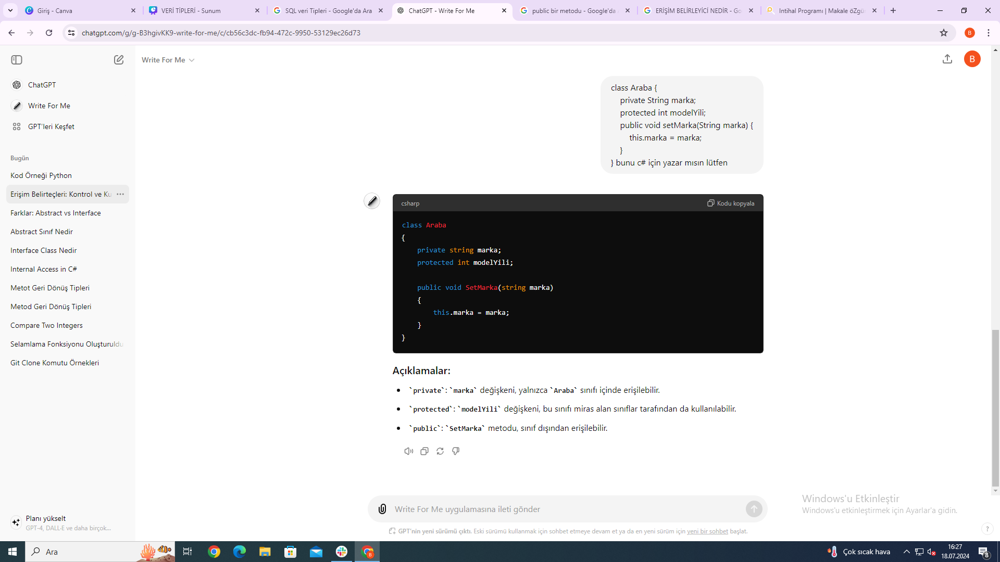 Giriş - Canva
VERİ TİPLERİ - Sunum
SQL veri Tipleri - Google'da Ara
ChatGPT - Write For Me
public bir metodu - Google'da
ERİŞİM BELİRLEYİCİ NEDİR - Go
Intihal Programı | Makale öZgü
chatgpt.com/g/g-B3hgivKK9-write-for-me/c/cb56c3dc-fb94-472c-9950-53129ec26d73
B
Write For Me
B
ChatGPT
Write For Me
GPT'leri Keşfet
Bugün
Kod Örneği Python
Erişim Belirteçleri: Kontrol ve Ku
Farklar: Abstract vs Interface
Abstract Sınıf Nedir
Interface Class Nedir
Internal Access in C#
Metot Geri Dönüş Tipleri
Metod Geri Dönüş Tipleri
Compare Two Integers
Selamlama Fonksiyonu Oluşturuldu
Git Clone Komutu Örnekleri
Planı yükselt
GPT-4, DALL·E ve daha birçok...
class Araba {
private String marka;
protected int modelYili;
public void setMarka(String marka) {
this.marka = marka;
}
} bunu c# için yazar mısın lütfen
csharp
Kodu kopyala
class Araba
{
private string marka;
protected int modelYili;
public void SetMarka(string marka)
{
this.marka = marka;
}
}
Açıklamalar:
• `private`: `marka` değişkeni, yalnızca `Araba` sınıfı içinde erişilebilir.
• `protected`: `modelYili` değişkeni, bu sınıfı miras alan sınıflar tarafından da kullanılabilir.
• `public`: `SetMarka` metodu, sınıf dışından erişilebilir.
Write For Me uygulamasına ileti gönder
GPT'nin yeni sürümü çıktı. Eski sürümü kullanmak için sohbet etmeye devam et ya da en yeni sürüm için yeni bir sohbet başlat.
Windows'u Etkinleştir
Windows'u etkinleştirmek için Ayarlar'a gidin.
?
Ara
B
Çok sıcak hava
16:27
18.07.2024
8